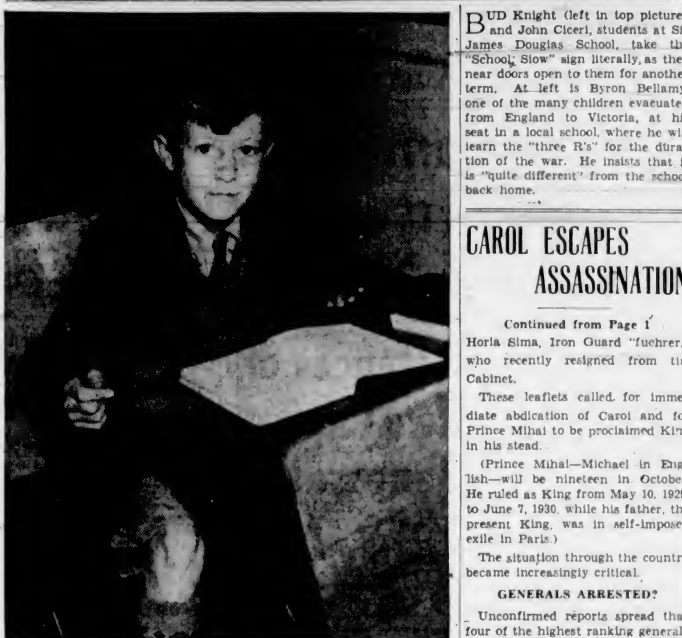 BUD Knight (left in top picture
and John Ciceri, students at Si
James Douglas School, take th
"School; Slow" sign literally, as the
near doors open to them for anothe
term. At left is Byron Bellamy
one of the many children evacuate
from England to Victoria, at hi
seat in a local school, where he wi
learn the "three R's" for the dura
tion of the war. He insists that i
is "quite different" from the schoo
back home.
CAROL ESCAPES
ASSASSINATION
Continued from Page 1
Horia Sima, Iron Guard "fuehrer,
who recently resigned from th
Cabinet.
These leaflets called for imme
diate abdication of Carol and fo
Prince Mihai to be proclaimed Kin
in his stead.
(Prince Mihai—Michael in Eng
lish—will be nineteen in Octobe
He ruled as King from May 10, 192
to June 7, 1930, while his father, th
present King, was in self-impose
exile in Paris.)
The situation through the countr
became increasingly critical.
GENERALS ARRESTED?
Unconfirmed reports spread tha
four of the highest ranking general